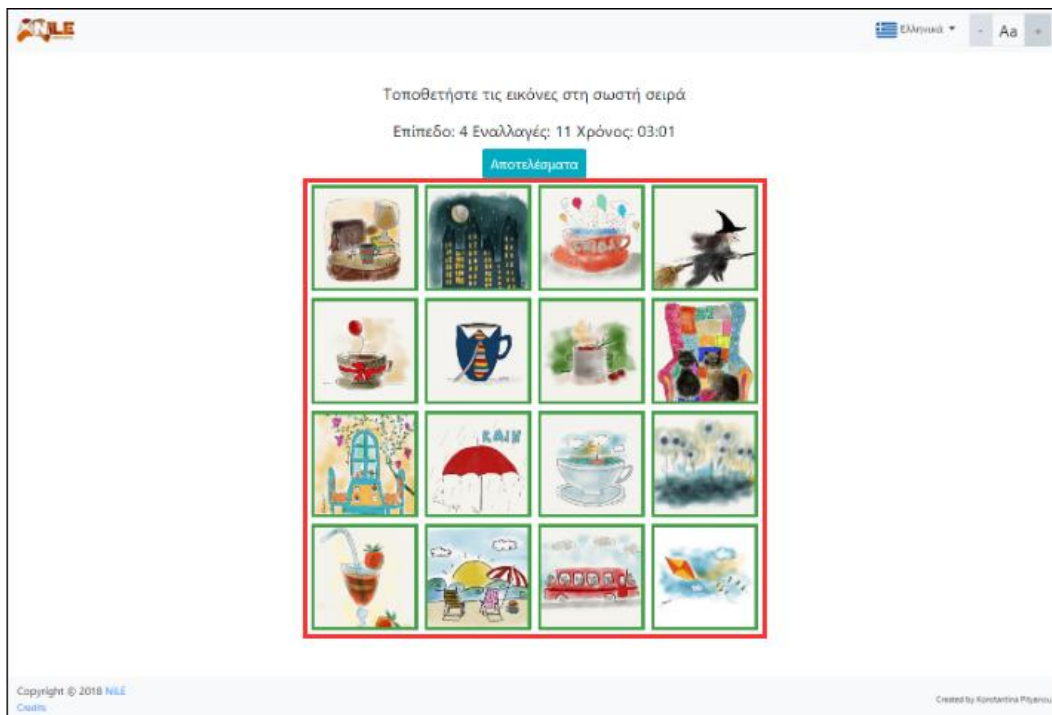 NILE
Ελληνικά
- Aa +
Τοποθετήστε τις εικόνες στη σωστή σειρά
Επίπεδο: 4 Εναλλαγές: 11 Χρόνος: 03:01
Αποτελέσματα
RAIN
Copyright © 2018 NiLE
Credits
Created by Konstantina Pityanou